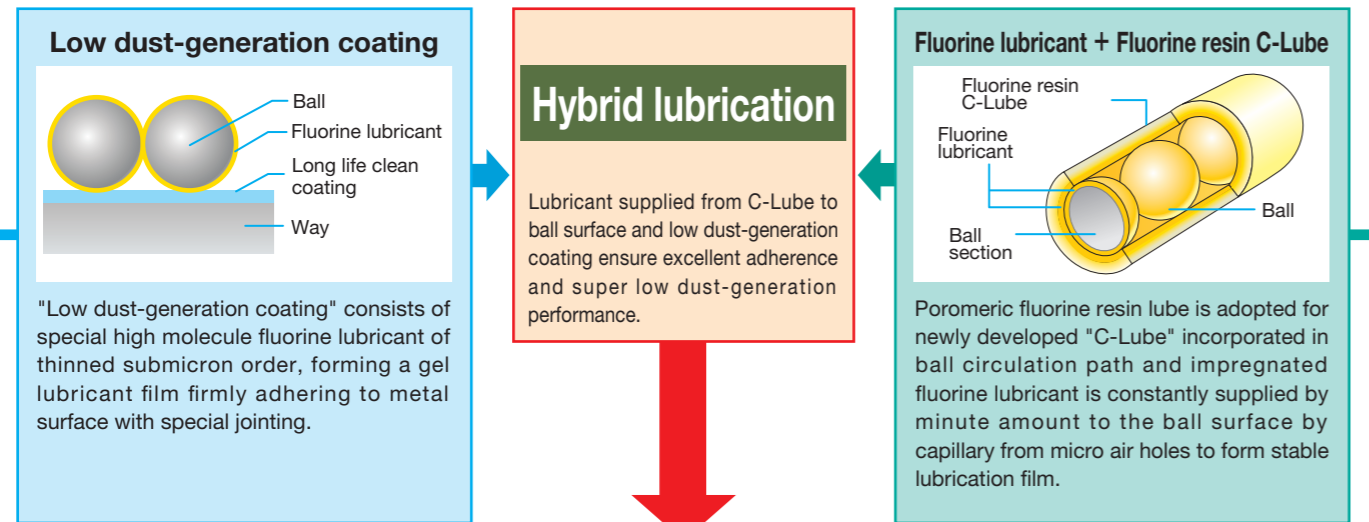 Low dust-generation coating
Ball
Fluorine lubricant
Long life clean
coating
Way
"Low dust-generation coating" consists of
special high molecule fluorine lubricant of
thinned submicron order, forming a gel
lubricant film firmly adhering to metal
surface with special jointing.
Hybrid lubrication
Lubricant supplied from C-Lube to
ball surface and low dust-generation
coating ensure excellent adherence
and super low dust-generation
performance.
Fluorine lubricant + Fluorine resin C-Lube
Fluorine resin
C-Lube
Fluorine
lubricant
Ball
section
Ball
Poromeric fluorine resin lube is adopted for
newly developed "C-Lube" incorporated in
ball circulation path and impregnated
fluorine lubricant is constantly supplied by
minute amount to the ball surface by
capillary from micro air holes to form stable
lubrication film.